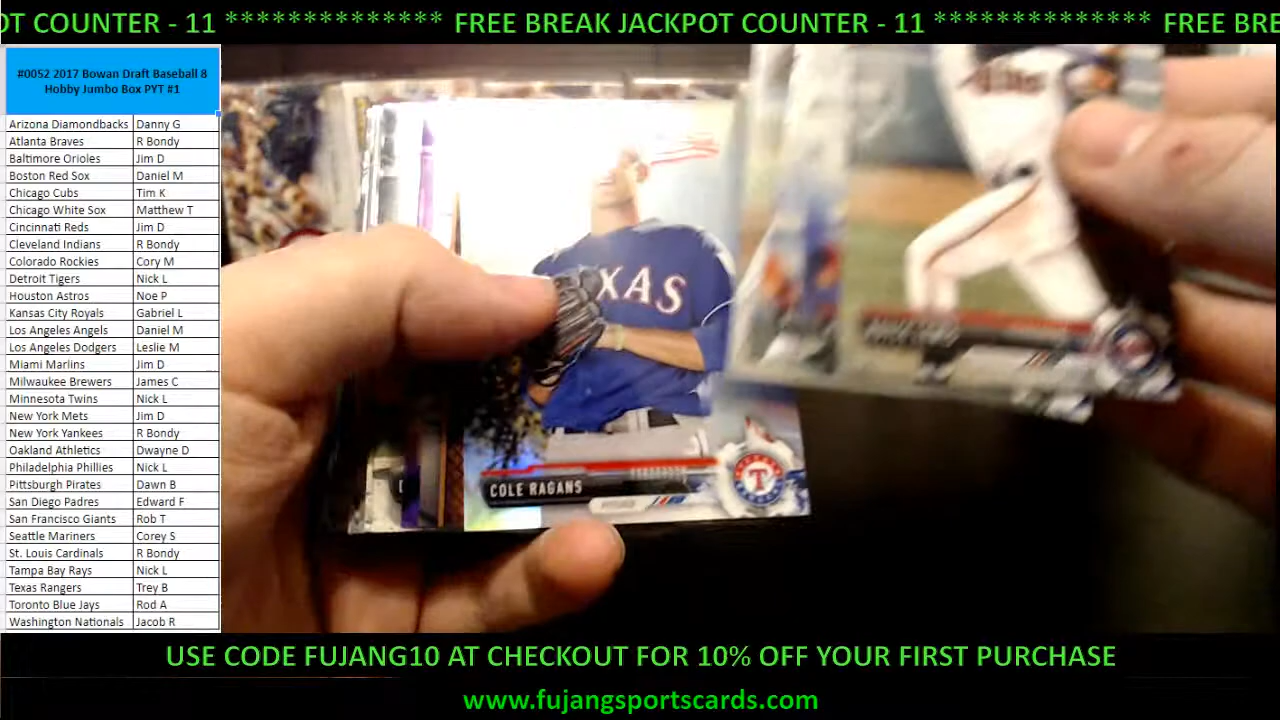 OT COUNTER - 11 ************** FREE BREAK JACKPOT COUNTER - 11 ************** FREE BRE
#0052 2017 Bowan Draft Baseball 8
Hobby Jumbo Box PYT #1
Arizona Diamondbacks Danny G
Atlanta Braves R Bondy
Baltimore Orioles Jim D
Boston Red Sox Daniel M
Chicago Cubs Tim K
Chicago White Sox Matthew T
Cincinnati Reds Jim D
Cleveland Indians R Bondy
Colorado Rockies Cory M
Detroit Tigers Nick L
Houston Astros Noe P
Kansas City Royals Gabriel L
Los Angeles Angels Daniel M
Los Angeles Dodgers Leslie M
Miami Marlins Jim D
Milwaukee Brewers James C
Minnesota Twins Nick L
New York Mets Jim D
New York Yankees R Bondy
Oakland Athletics Dwayne D
Philadelphia Phillies Nick L
Pittsburgh Pirates Dawn B
San Diego Padres Edward F
San Francisco Giants Rob T
Seattle Mariners Corey S
St. Louis Cardinals R Bondy
Tampa Bay Rays Nick L
Texas Rangers Trey B
Toronto Blue Jays Rod A
Washington Nationals Jacob R
XAS
COLE RAGANS
T
USE CODE FUJANG10 AT CHECKOUT FOR 10% OFF YOUR FIRST PURCHASE
www.fujangsportscards.com